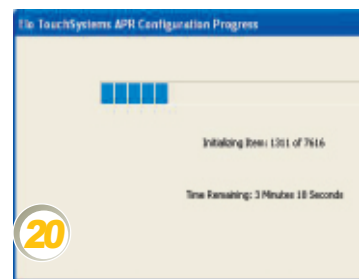 Elo TouchSystems APR Configuration Progress
Initializing Item: 1311 of 7616
Time Remaining: 3 Minutes 18 Seconds
20